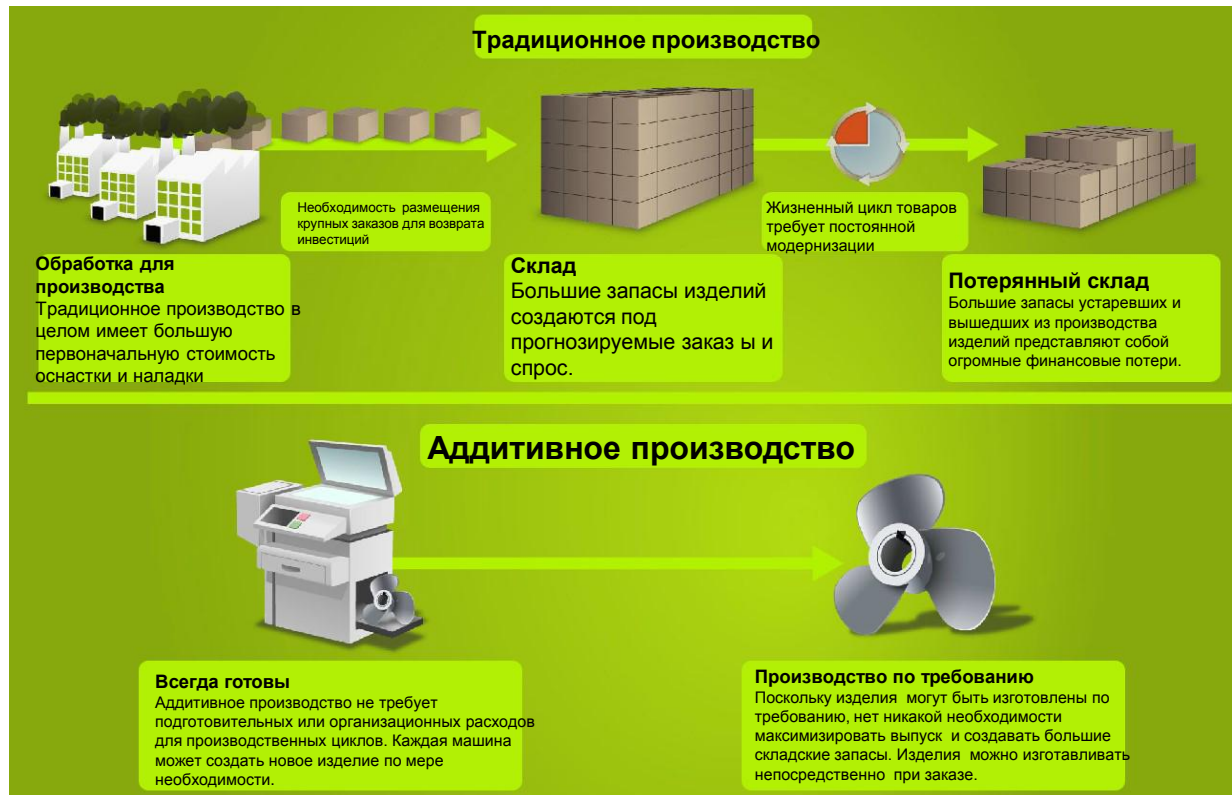 Традиционное производство
Необходимость размещения
крупных заказов для возврата
инвестиций
Жизненный цикл товаров
требует постоянной
модернизации
Обработка для
производства
Традиционное производство в
целом имеет большую
первоначальную стоимость
оснастки и наладки
Склад
Большие запасы изделий
создаются под
прогнозируемые заказ ы и
спрос.
Потерянный склад
Большие запасы устаревших и
вышедших из производства
изделий представляют собой
огромные финансовые потери.
Аддитивное производство
Всегда готовы
Аддитивное производство не требует
подготовительных или организационных расходов
для производственных циклов. Каждая машина
может создать новое изделие по мере
необходимости.
Производство по требованию
Поскольку изделия могут быть изготовлены по
требованию, нет никакой необходимости
максимизировать выпуск и создавать большие
складские запасы. Изделия можно изготавливать
непосредственно при заказе.